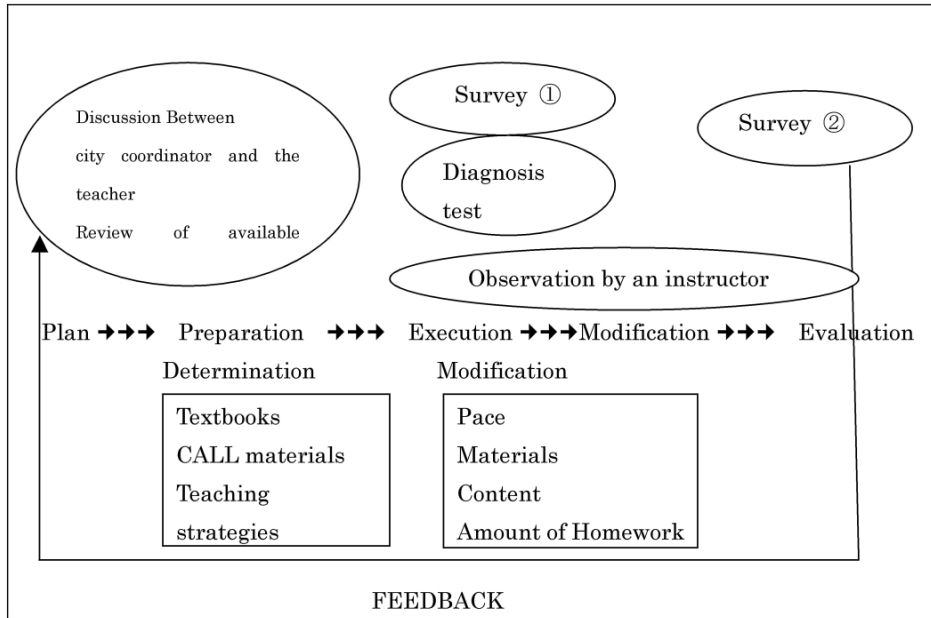 Discussion Between
city coordinator and the
teacher
Review of available
Survey ①
Diagnosis
test
Survey ②
Observation by an instructor
Plan ➔➔➔ Preparation ➔➔➔ Execution ➔➔➔ Modification ➔➔➔ Evaluation
Determination
Modification
Textbooks
CALL materials
Teaching
strategies
Pace
Materials
Content
Amount of Homework
FEEDBACK